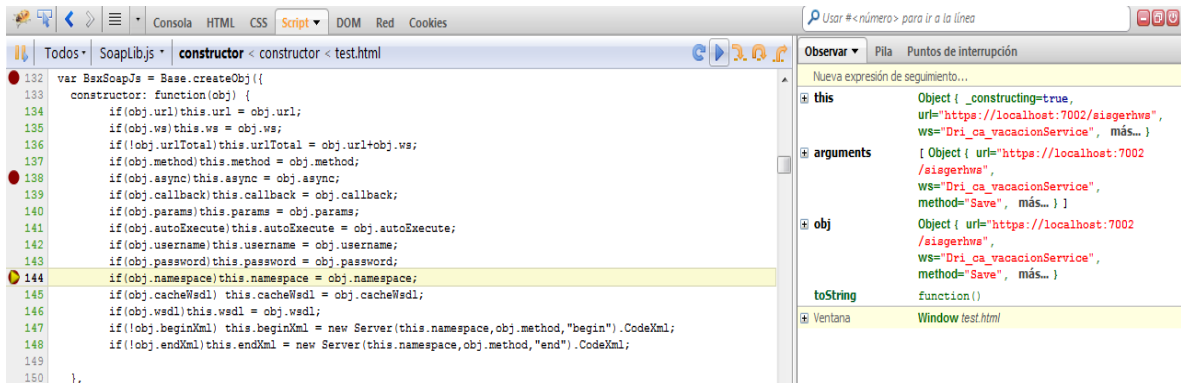 Consola HTML CSS Script DOM Red Cookies
Usar #<número> para ir a la línea
Todos SoapLib.js constructor < constructor < test.html
Observar Pila Puntos de interrupción
132 var BsxSoapJs = Base.createObj({
133 constructor: function(obj) {
134 if(obj.url)this.url = obj.url;
135 if(obj.ws)this.ws = obj.ws;
136 if(!obj.urlTotal)this.urlTotal = obj.url+obj.ws;
137 if(obj.method)this.method = obj.method;
138 if(obj.async)this.async = obj.async;
139 if(obj.callback)this.callback = obj.callback;
140 if(obj.params)this.params = obj.params;
141 if(obj.autoExecute)this.autoExecute = obj.autoExecute;
142 if(obj.username)this.username = obj.username;
143 if(obj.password)this.password = obj.password;
144 if(obj.namespace)this.namespace = obj.namespace;
145 if(obj.cacheWsdl) this.cacheWsdl = obj.cacheWsdl;
146 if(obj.wsdl)this.wsdl = obj.wsdl;
147 if(!obj.beginXml) this.beginXml = new Server(this.namespace,obj.method,"begin").CodeXml;
148 if(!obj.endXml)this.endXml = new Server(this.namespace,obj.method,"end").CodeXml;
149
150 },
Nueva expresión de seguimiento...
this Object { _constructing=true,
url="https://localhost:7002/sisgerhws",
ws="Dri_ca_vacacionService", más... }
arguments [ Object { url="https://localhost:7002
/sisgerhws",
ws="Dri_ca_vacacionService",
method="Save", más... } ]
obj Object { url="https://localhost:7002
/sisgerhws",
ws="Dri_ca_vacacionService",
method="Save", más... }
toString function()
Ventana Window test.html